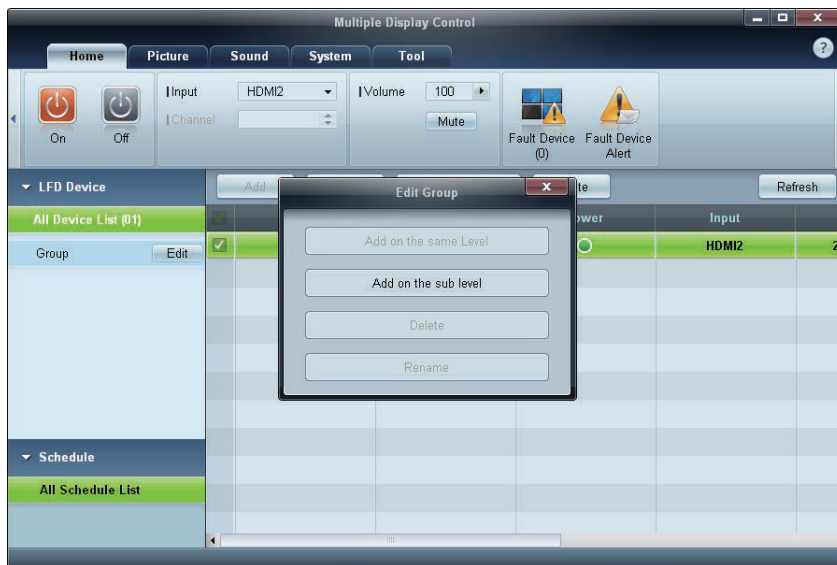 Multiple Display Control
Home Picture Sound System Tool
Input HDMI2
Volume 100
Channel
Mute
On Off
Fault Device (0)
Fault Device Alert
LFD Device
Add
Refresh
Edit Group
All Device List (01)
Input
Group Edit
HDMI2
Add on the same Level
Add on the sub level
Delete
Rename
Schedule
All Schedule List